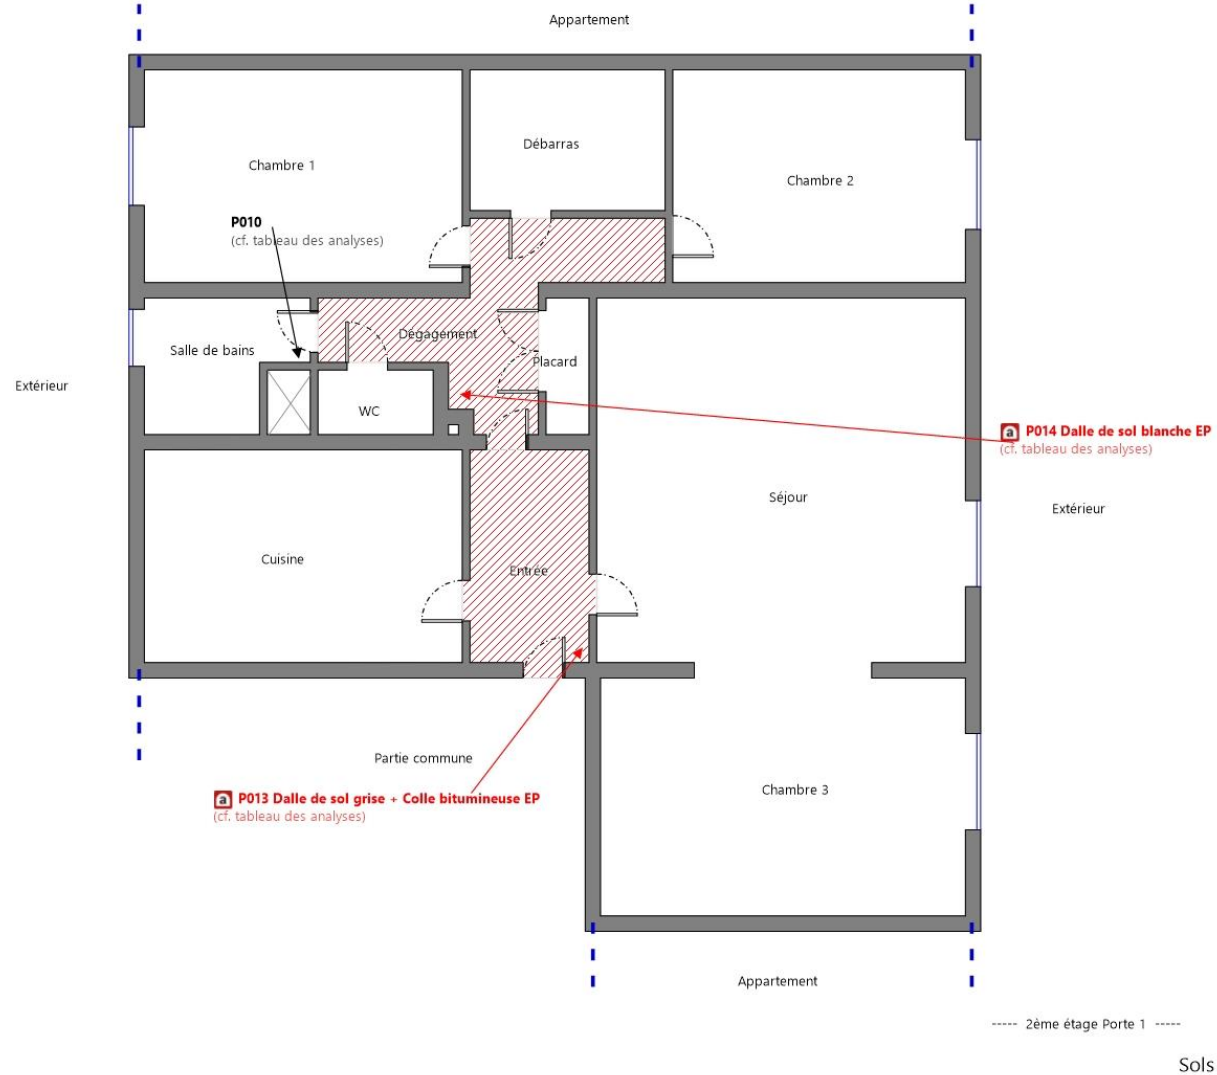 Appartement
Débarras
Chambre 1
Chambre 2
P010
(cf. tableau des analyses)
Dégagement
Salle de bains
Placard
Extérieur
WC
a P014 Dalle de sol blanche EP
(cf. tableau des analyses)
Séjour
Extérieur
Cuisine
Entrée
Partie commune
Chambre 3
a P013 Dalle de sol grise + Colle bitumineuse EP
(cf. tableau des analyses)
Appartement
----- 2ème étage Porte 1 -----
Sols